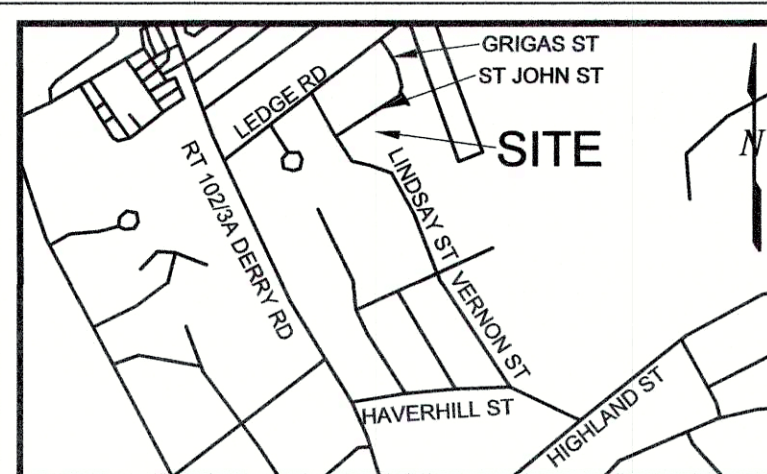 GRIGAS ST
ST JOHN ST
LEDGE RD
SITE
N
RT 102/3A DERRY RD
LINDSAY ST
VERNON ST
HAVERHILL ST
HIGHLAND ST